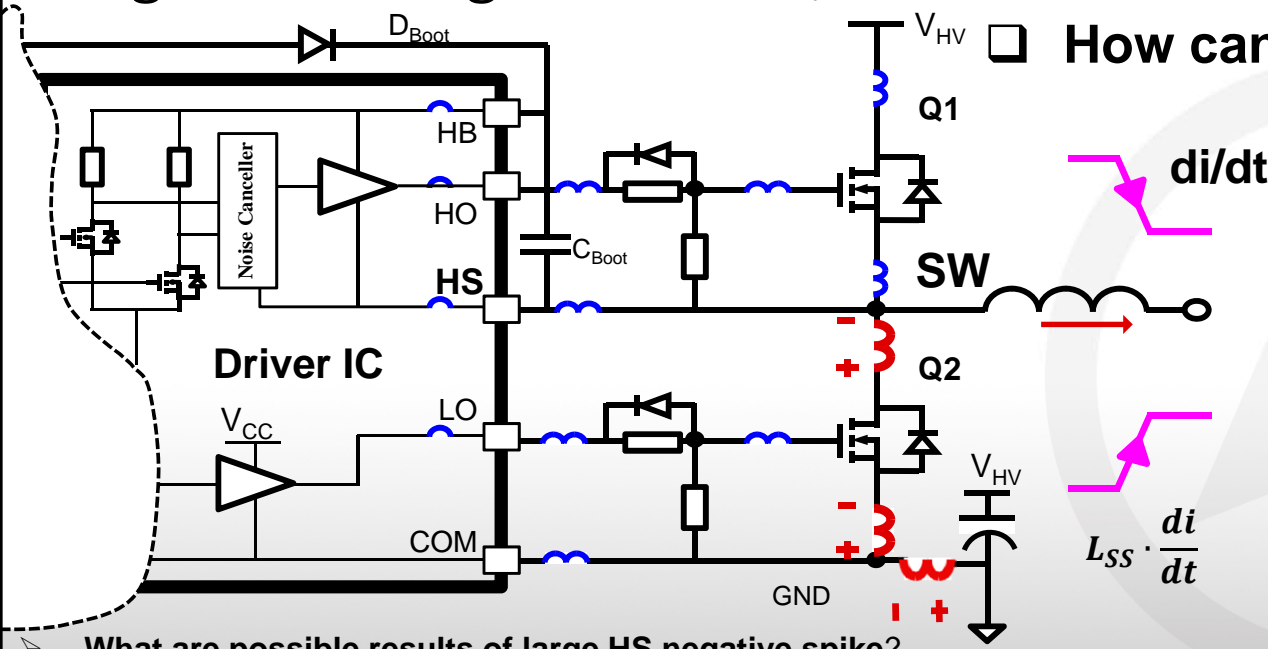 D_Boot
V_HV
❑ How can
HB
Q1
Noise Canceller
HO
di/dt
C_Boot
HS
SW
-
+
Q2
Driver IC
LO
V_CC
V_HV
-
+
COM
L_SS · di/dt
GND
- +
➢ What are possible results of large HS negative spike?